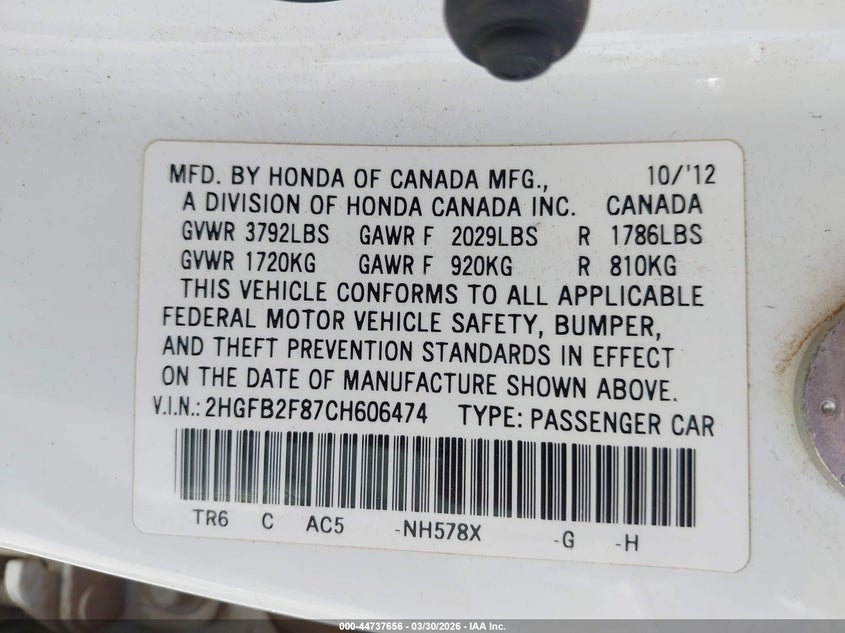 MFD. BY HONDA OF CANADA MFG., 10/'12
A DIVISION OF HONDA CANADA INC. CANADA
GVWR 3792LBS GAWR F 2029LBS R 1786LBS
GVWR 1720KG GAWR F 920KG R 810KG
THIS VEHICLE CONFORMS TO ALL APPLICABLE
FEDERAL MOTOR VEHICLE SAFETY, BUMPER,
AND THEFT PREVENTION STANDARDS IN EFFECT
ON THE DATE OF MANUFACTURE SHOWN ABOVE.
V.I.N.: 2HGFB2F87CH606474 TYPE: PASSENGER CAR
TR6 C AC5 -NH578X -G -H
000-44737656 - 03/30/2026 - IAA Inc.